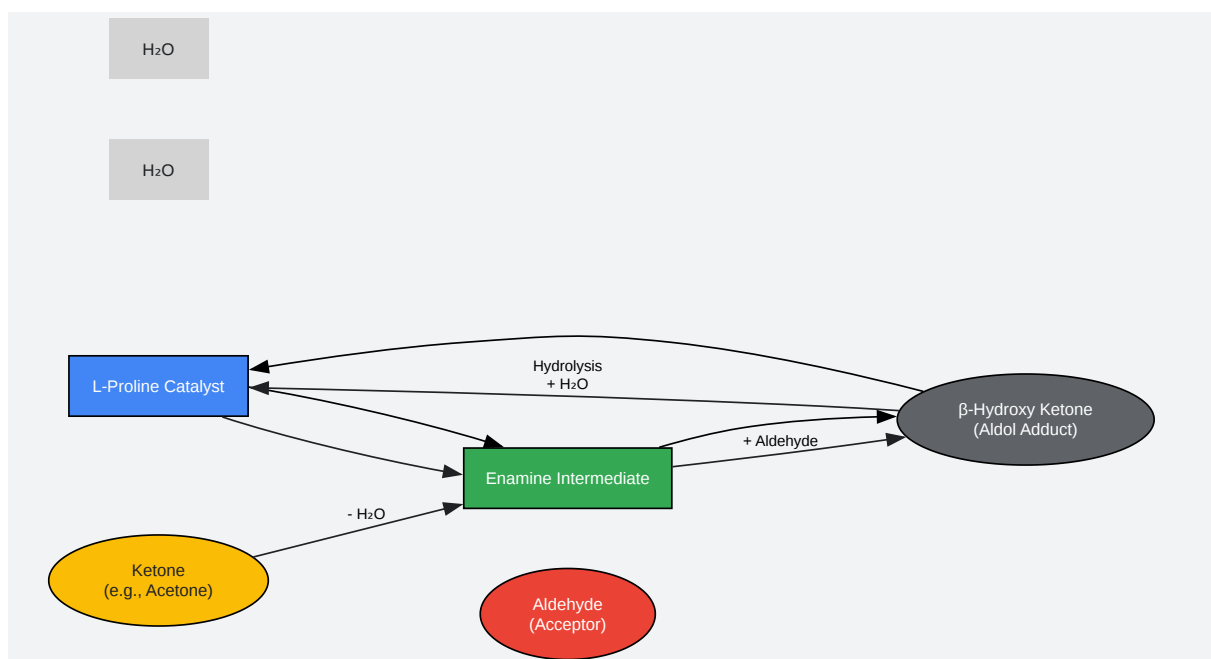 H₂O
H₂O
Hydrolysis
+ H₂O
L-Proline Catalyst
β-Hydroxy Ketone
(Aldol Adduct)
+ Aldehyde
Enamine Intermediate
- H₂O
Ketone
(e.g., Acetone)
Aldehyde
(Acceptor)